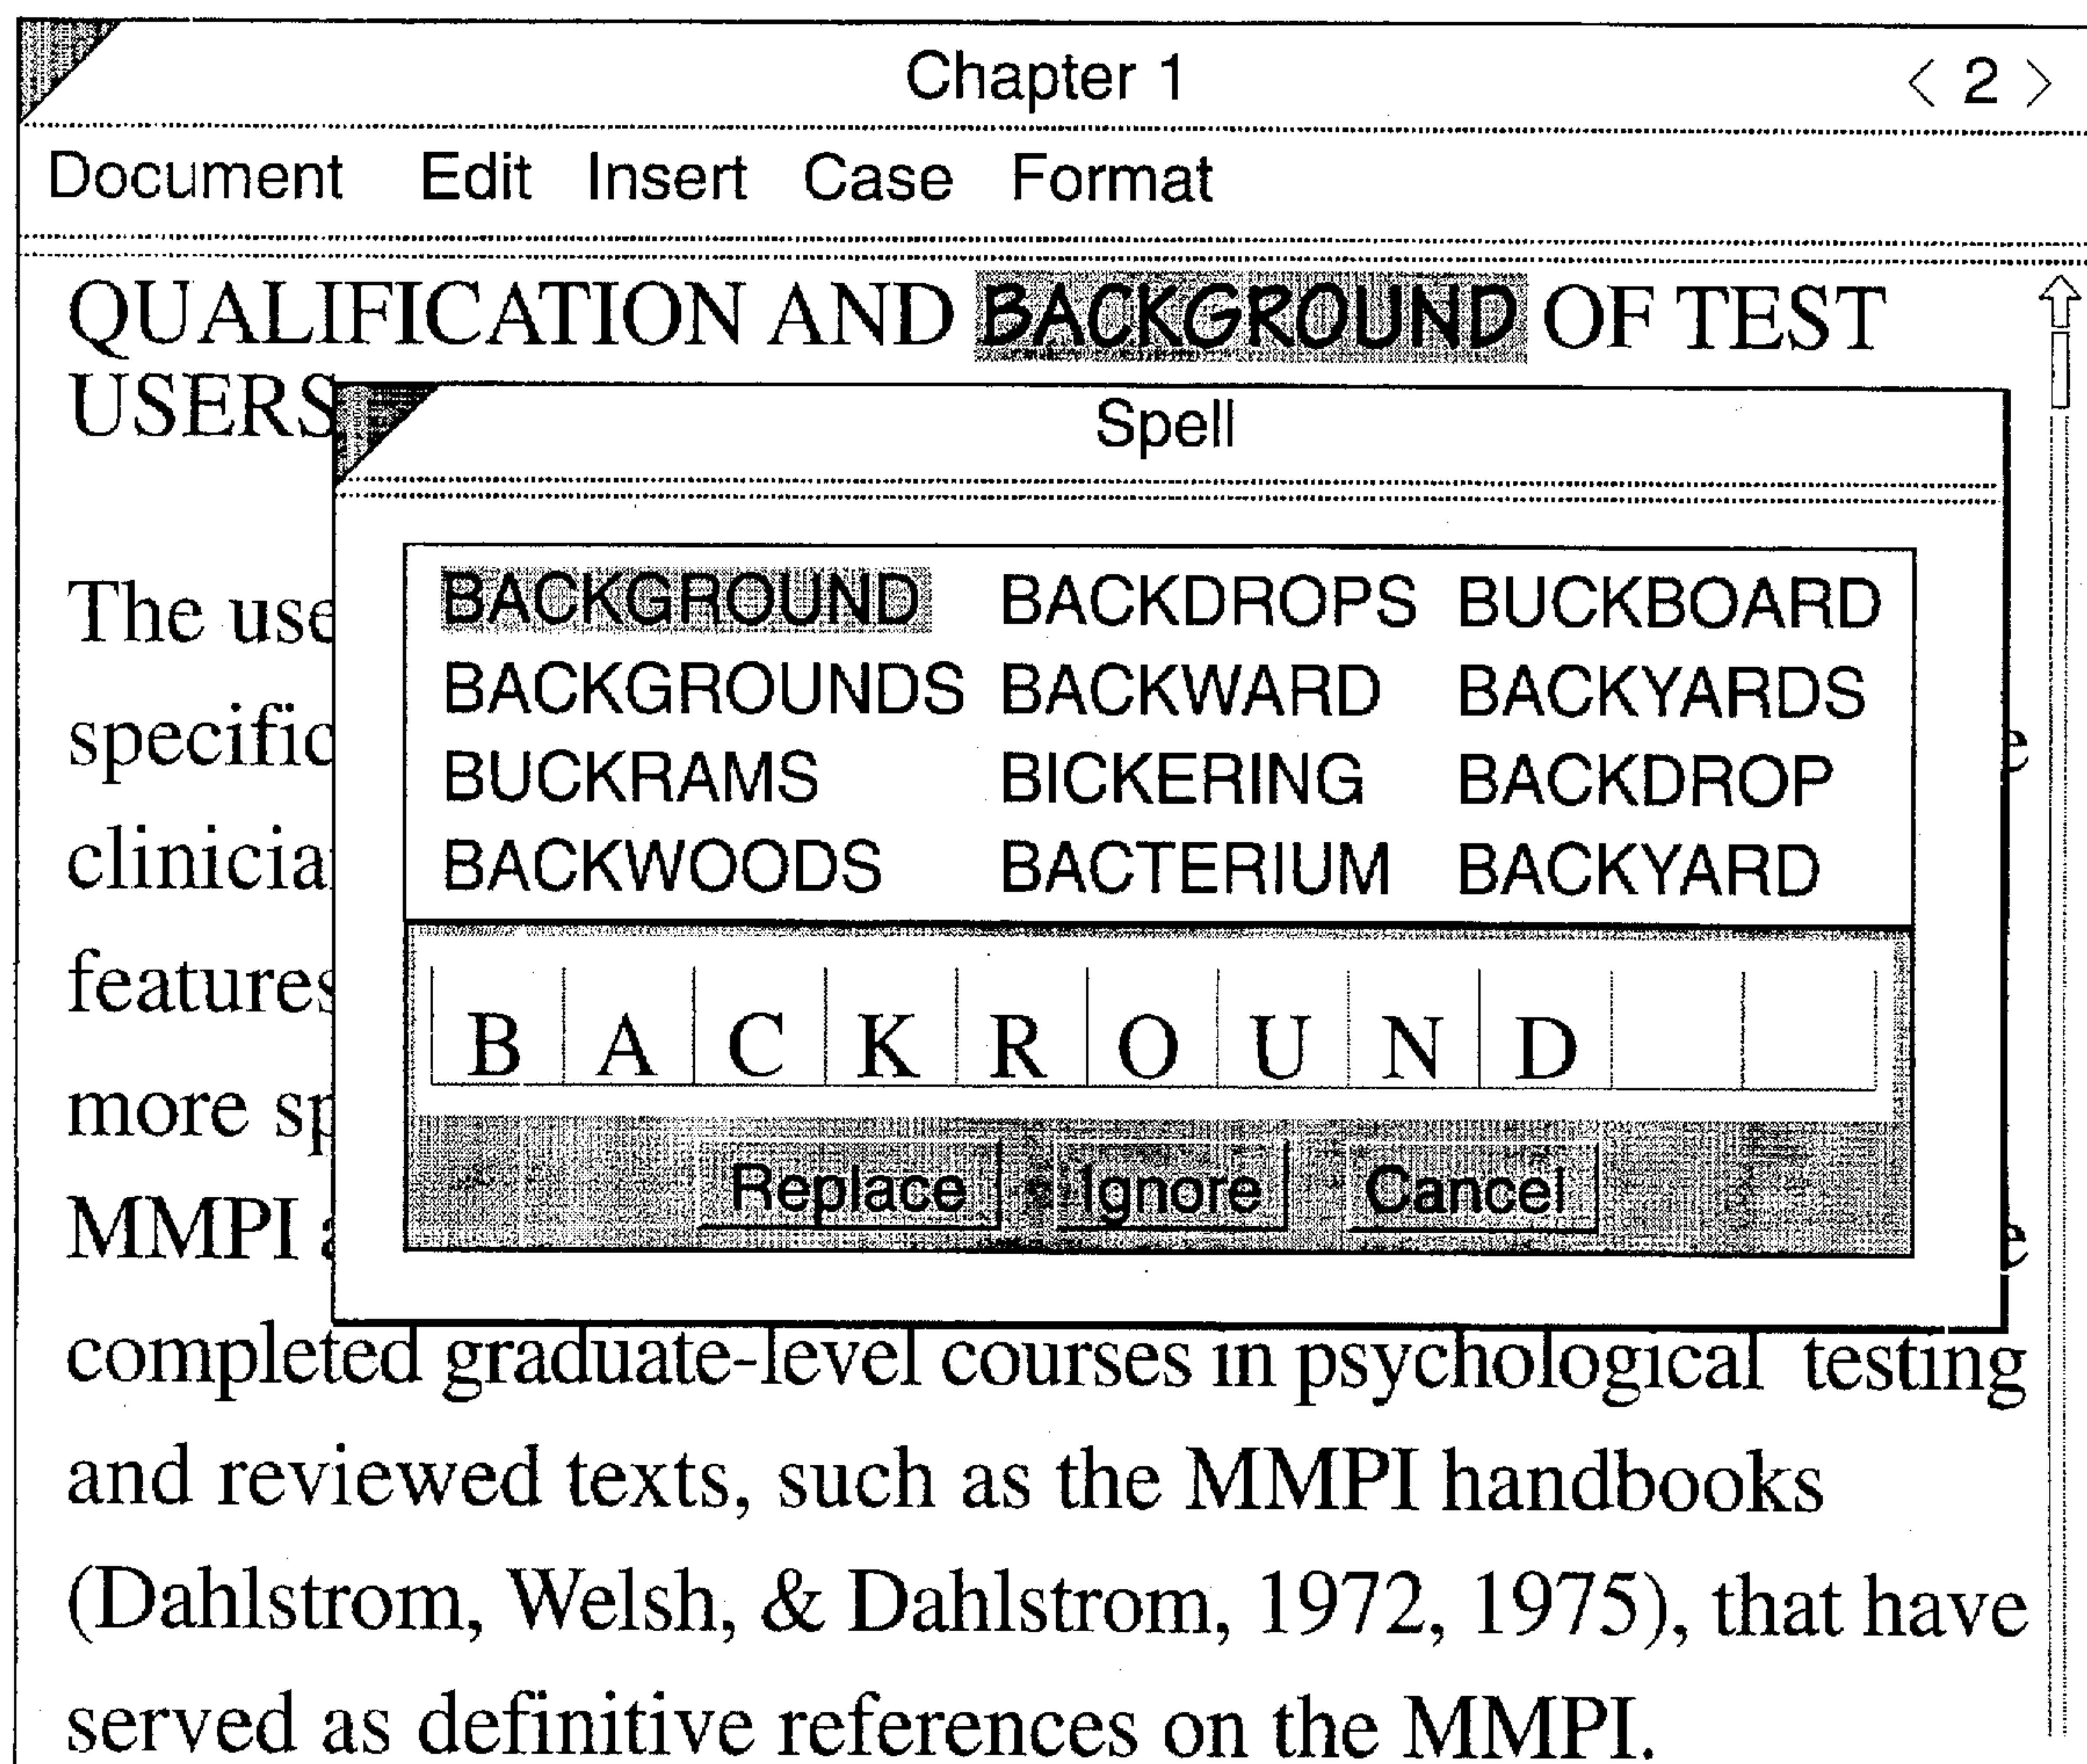 Chapter 1 < 2 >
Document Edit Insert Case Format
QUALIFICATION AND BACKGROUND OF TEST
USERS
Spell
The use
specific
BACKGROUND BACKDROPS BUCKBOARD
BACKGROUNDS BACKWARD BACKYARDS
BUCKRAMS BICKERING BACKDROP
BACKWOODS BACTERIUM BACKYARD
features
B A C K R O U N D
more sp
Replace Ignore Cancel
MMPI
completed graduate-level courses in psychological testing
and reviewed texts, such as the MMPI handbooks
(Dahlstrom, Welsh, & Dahlstrom, 1972, 1975), that have
served as definitive references on the MMPI.